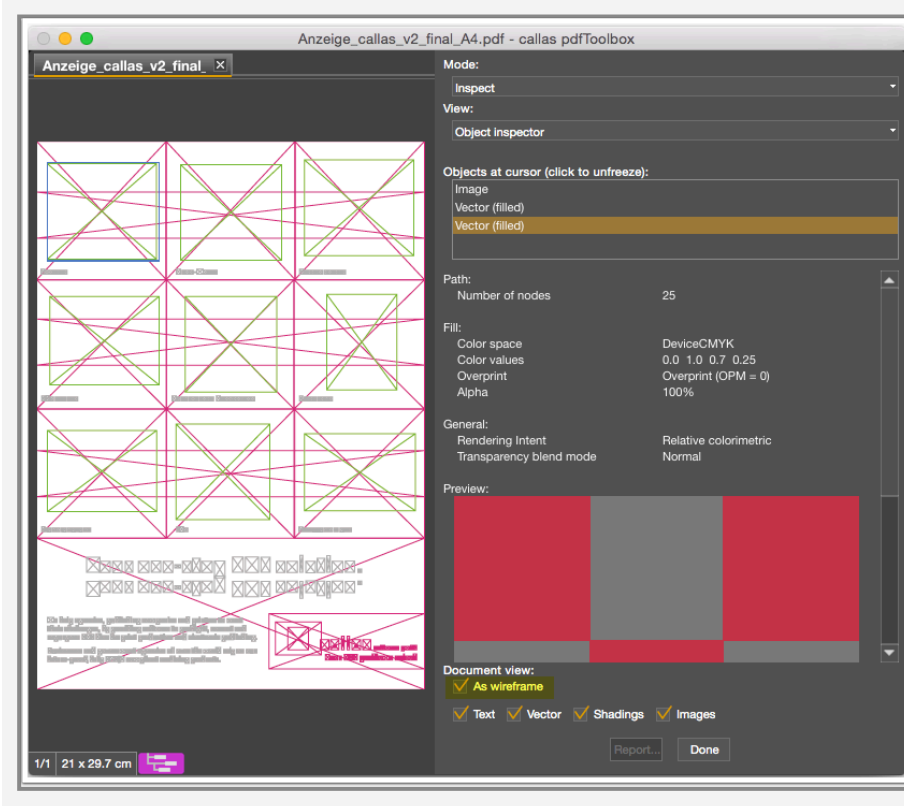 Anzeige_callas_v2_final_A4.pdf - callas pdfToolbox
Anzeige_callas_v2_final_
Mode:
Inspect
View:
Object inspector
Objects at cursor (click to unfreeze):
Image
Vector (filled)
Vector (filled)
Path:
Number of nodes 25
Fill:
Color space DeviceCMYK
Color values 0.0 1.0 0.7 0.25
Overprint Overprint (OPM = 0)
Alpha 100%
General:
Rendering Intent Relative colorimetric
Transparency blend mode Normal
Preview:
Document view:
As wireframe
Text Vector Shadings Images
Report... Done
1/1 21 x 29.7 cm